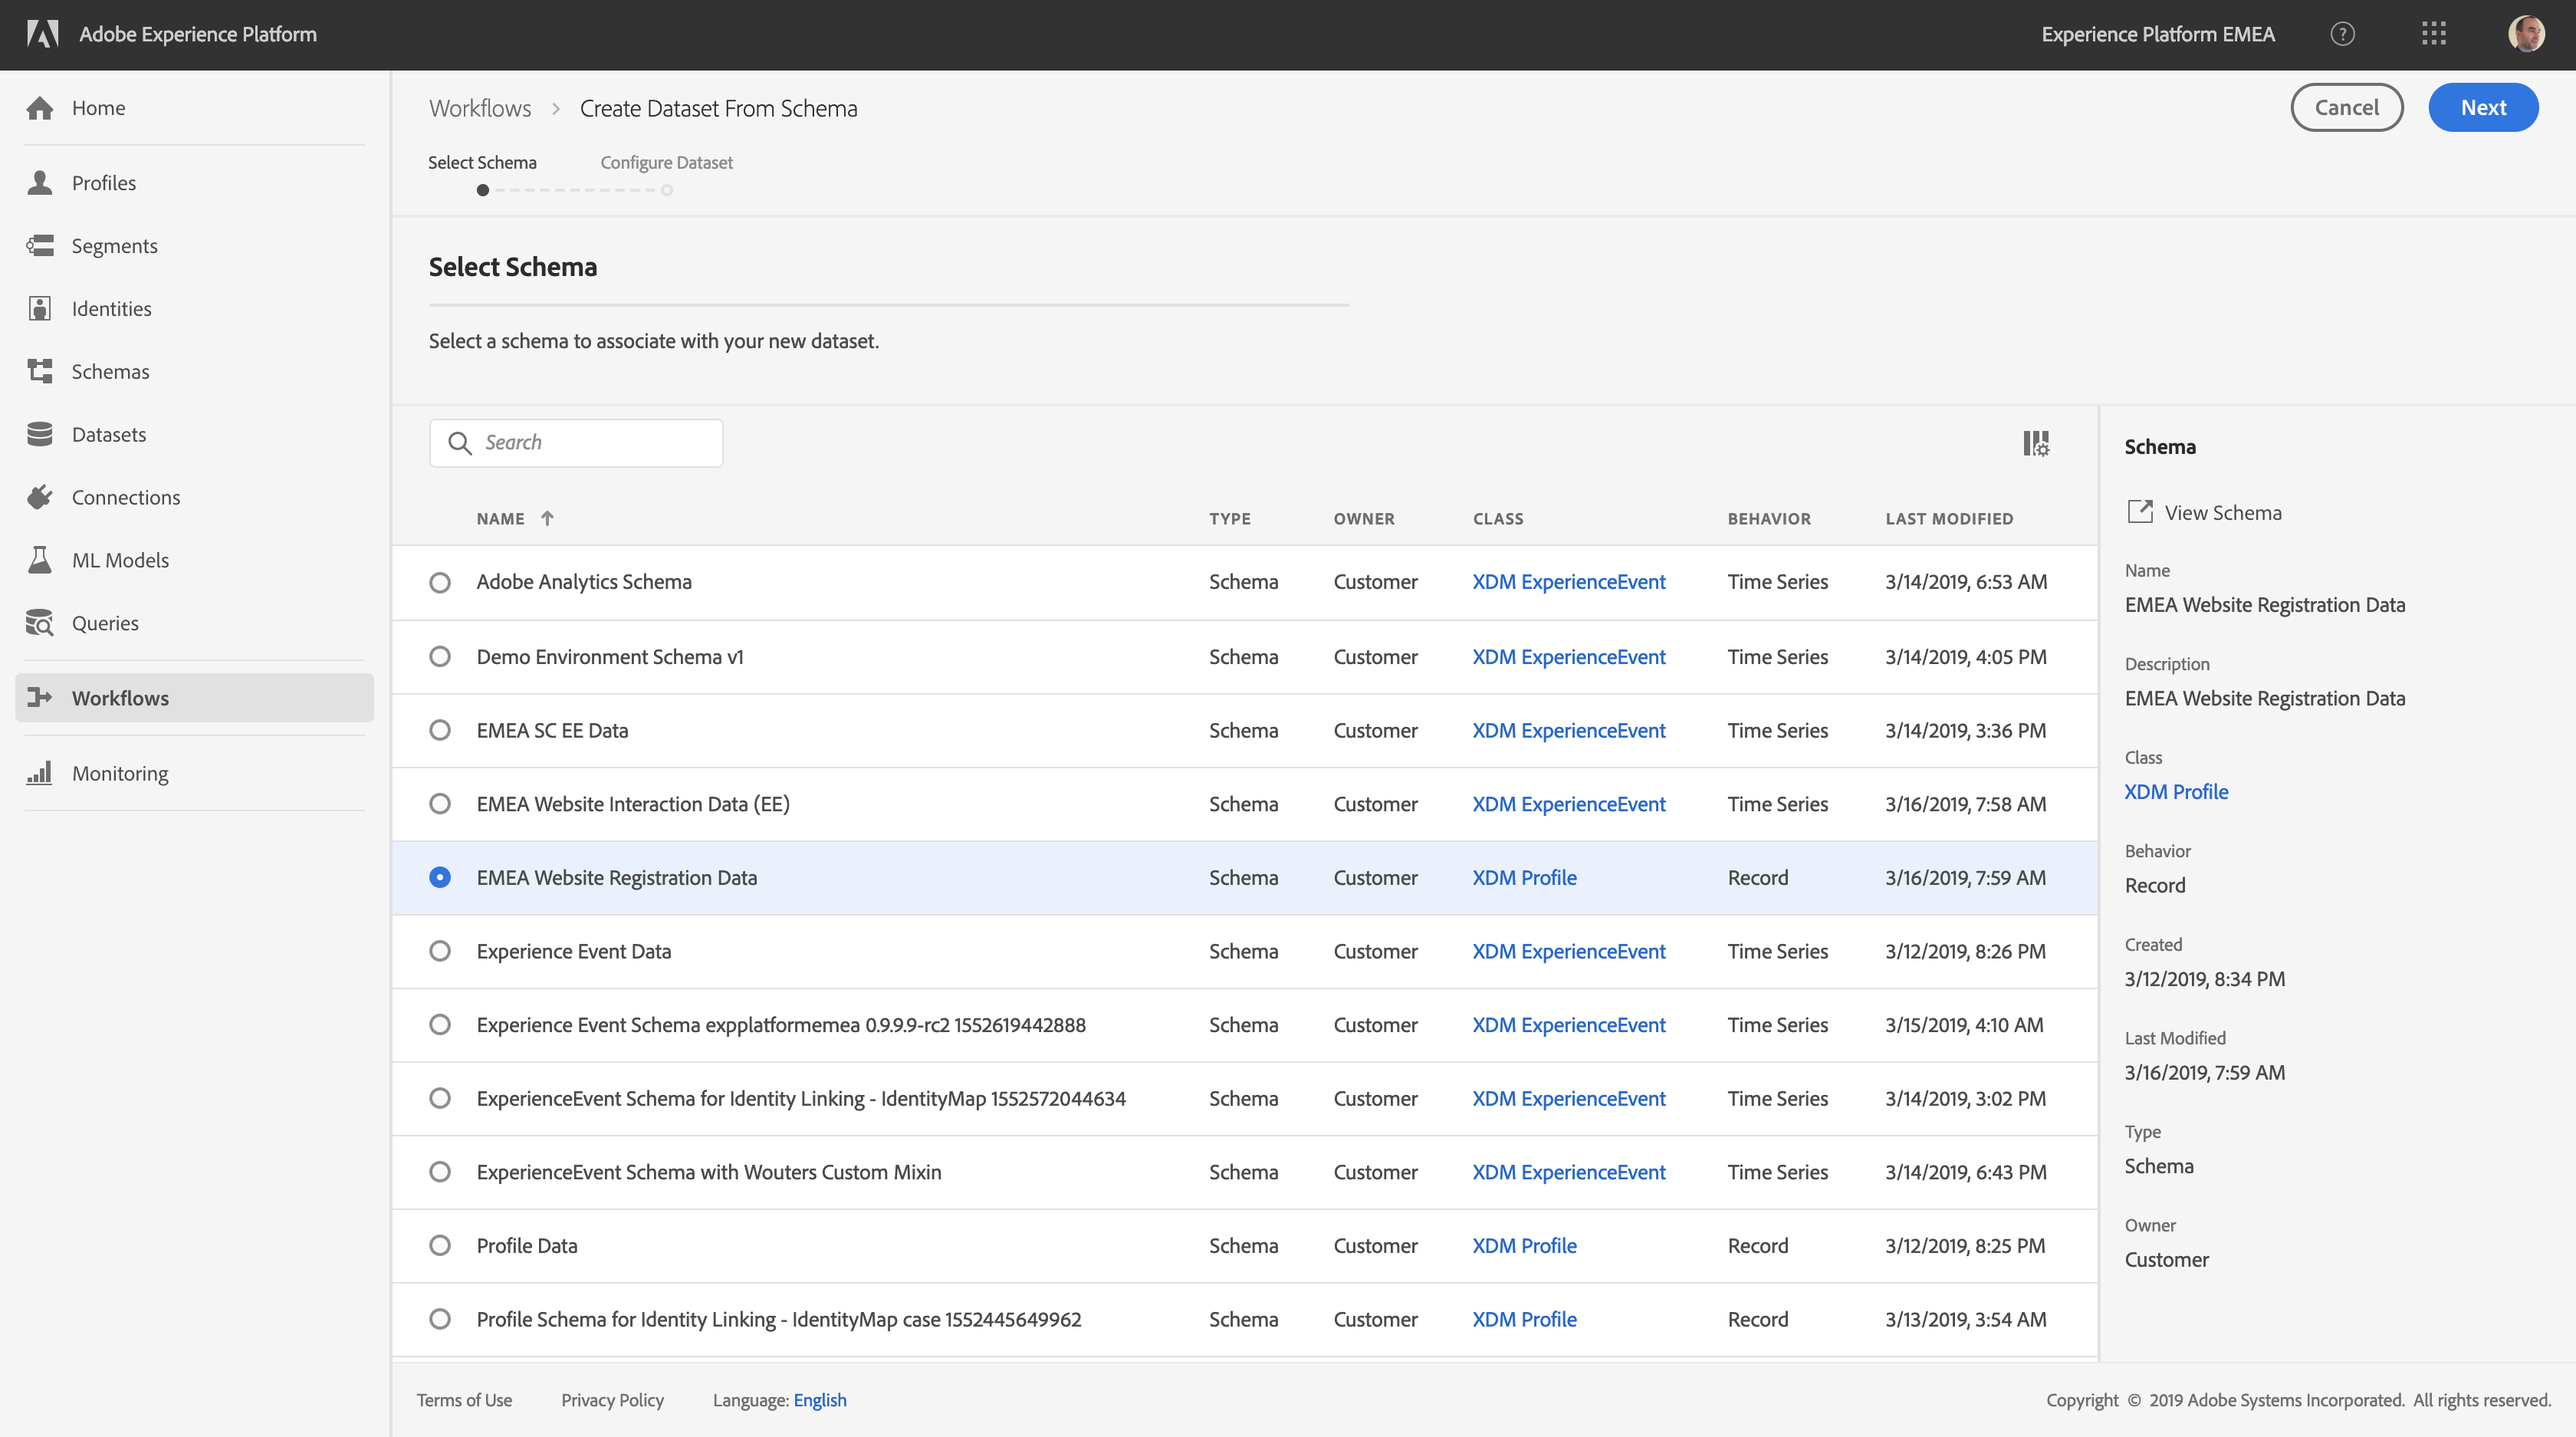 Adobe Experience Platform
Experience Platform EMEA
?
Home
Profiles
Segments
Identities
Schemas
Datasets
Connections
ML Models
Queries
Workflows
Monitoring
Workflows > Create Dataset From Schema
Cancel
Next
Select Schema
Configure Dataset
Select Schema
Select a schema to associate with your new dataset.
Search
NAME TYPE OWNER CLASS BEHAVIOR LAST MODIFIED
Adobe Analytics Schema Schema Customer XDM ExperienceEvent Time Series 3/14/2019, 6:53 AM
Demo Environment Schema v1 Schema Customer XDM ExperienceEvent Time Series 3/14/2019, 4:05 PM
EMEA SC EE Data Schema Customer XDM ExperienceEvent Time Series 3/14/2019, 3:36 PM
EMEA Website Interaction Data (EE) Schema Customer XDM ExperienceEvent Time Series 3/16/2019, 7:58 AM
EMEA Website Registration Data Schema Customer XDM Profile Record 3/16/2019, 7:59 AM
Experience Event Data Schema Customer XDM ExperienceEvent Time Series 3/12/2019, 8:26 PM
Experience Event Schema expplatformemea 0.9.9.9-rc2 1552619442888 Schema Customer XDM ExperienceEvent Time Series 3/15/2019, 4:10 AM
ExperienceEvent Schema for Identity Linking - IdentityMap 1552572044634 Schema Customer XDM ExperienceEvent Time Series 3/14/2019, 3:02 PM
ExperienceEvent Schema with Wouters Custom Mixin Schema Customer XDM ExperienceEvent Time Series 3/14/2019, 6:43 PM
Profile Data Schema Customer XDM Profile Record 3/12/2019, 8:25 PM
Profile Schema for Identity Linking - IdentityMap case 1552445649962 Schema Customer XDM Profile Record 3/13/2019, 3:54 AM
Schema
View Schema
Name
EMEA Website Registration Data
Description
EMEA Website Registration Data
Class
XDM Profile
Behavior
Record
Created
3/12/2019, 8:34 PM
Last Modified
3/16/2019, 7:59 AM
Type
Schema
Owner
Customer
Terms of Use Privacy Policy Language: English
Copyright © 2019 Adobe Systems Incorporated. All rights reserved.